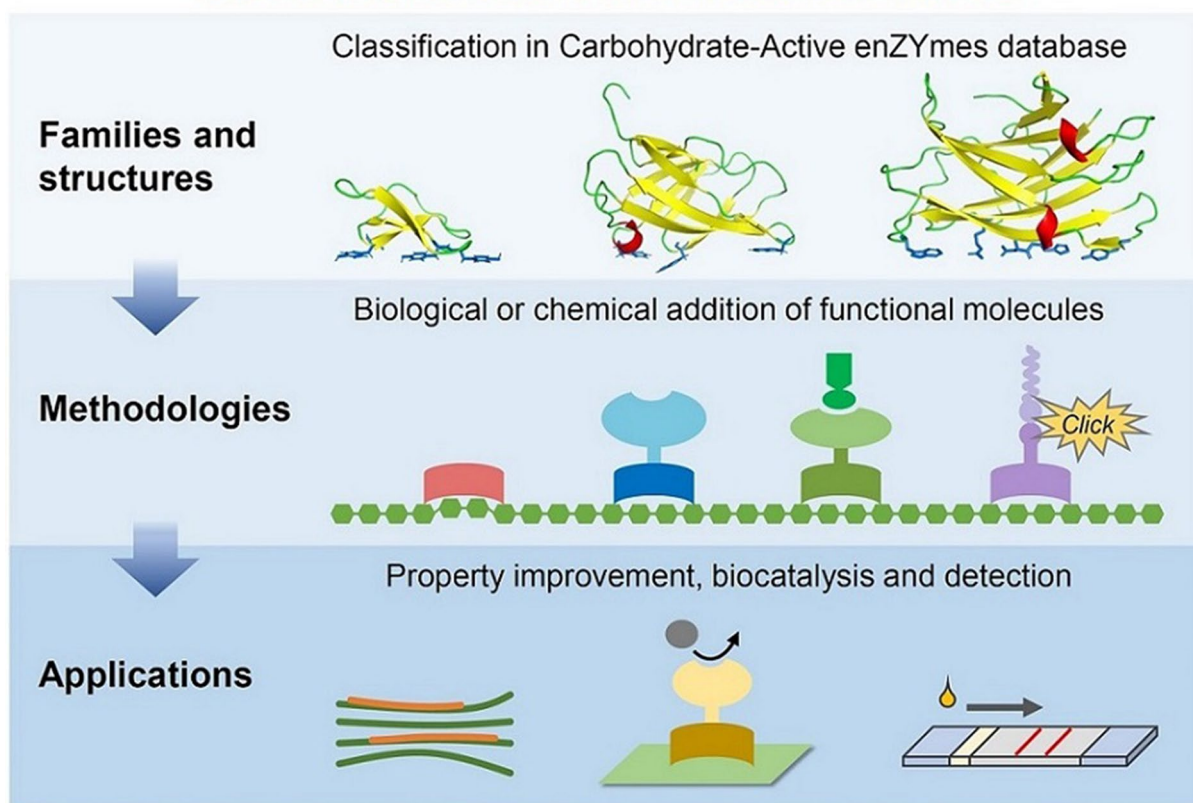 Classification in Carbohydrate-Active enZYmes database
Families and
structures
Biological or chemical addition of functional molecules
Methodologies
Click
Property improvement, biocatalysis and detection
Applications